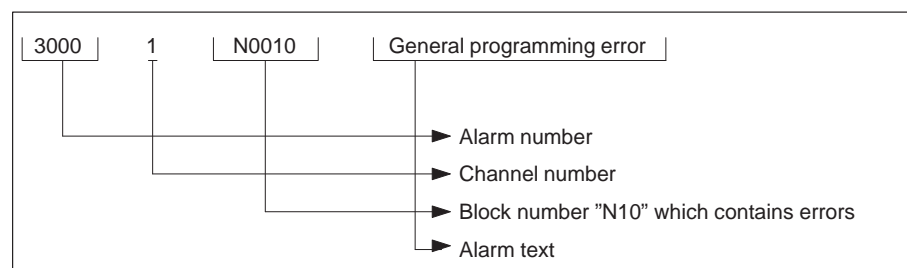 3000 1 N0010 General programming error
Alarm number
Channel number
Block number ”N10” which contains errors
Alarm text